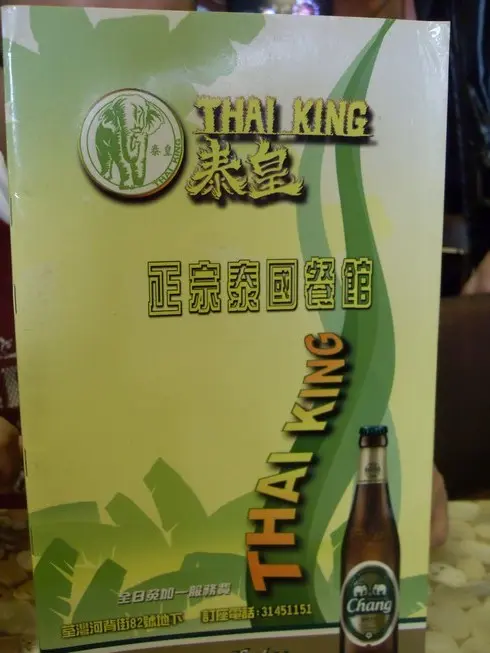 THAI KING
泰皇
泰皇
THAI KING
正宗泰國餐館
THAI KING
全日免加一服務費
荃灣河背街82號地下 訂座電話:31451151
Chang